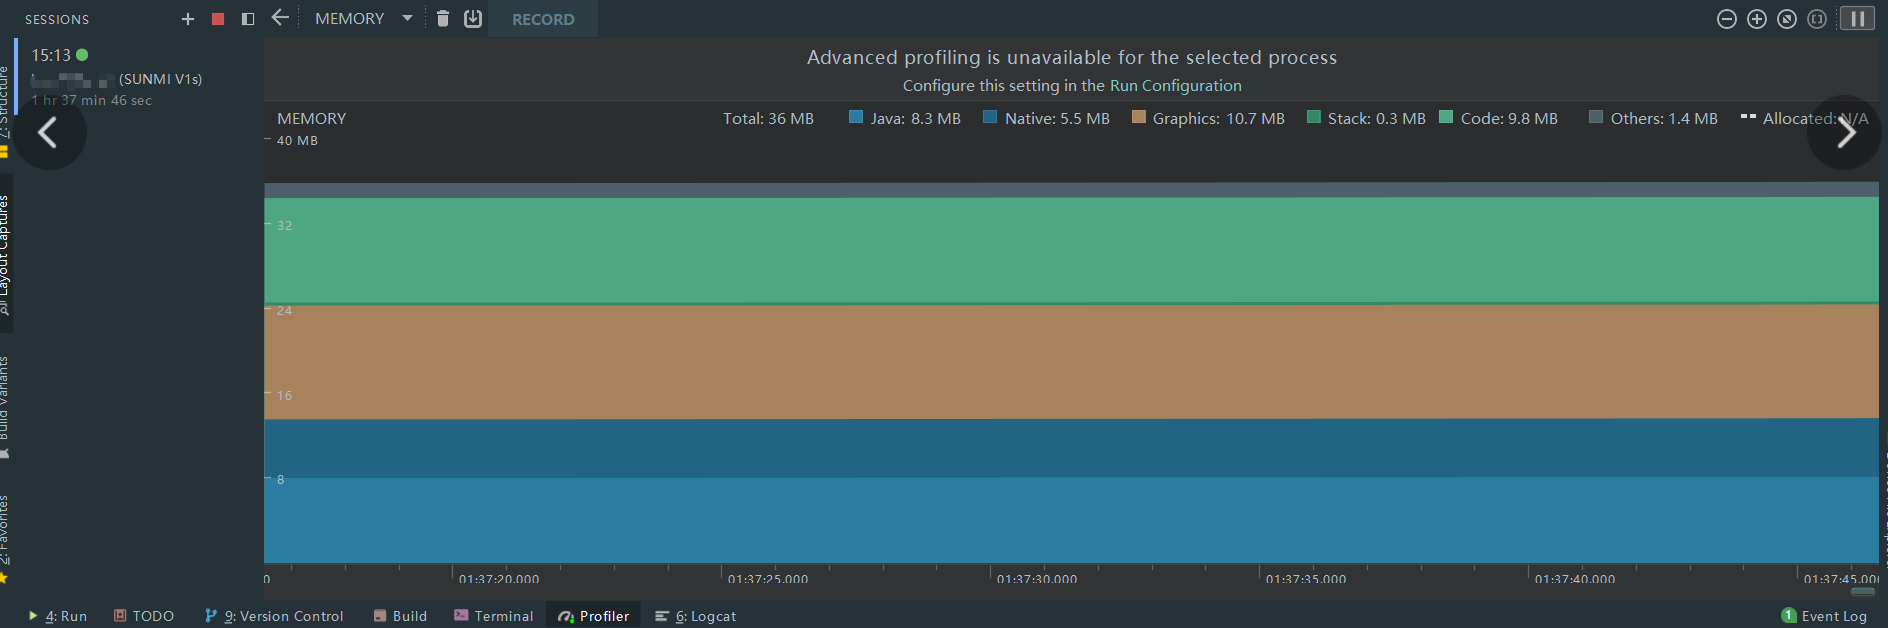 SESSIONS
MEMORY
RECORD
15:13
(SUNMI V1s)
1 hr 37 min 46 sec
Advanced profiling is unavailable for the selected process
Configure this setting in the Run Configuration
MEMORY
Total: 36 MB
Java: 8.3 MB
Native: 5.5 MB
Graphics: 10.7 MB
Stack: 0.3 MB
Code: 9.8 MB
Others: 1.4 MB
Allocated: N/A
40 MB
32
24
16
8
0
01:37:20.000
01:37:25.000
01:37:30.000
01:37:35.000
01:37:40.000
01:37:45.000
Z: Structure
Layout Captures
Build Variants
2: Favorites
4: Run
TODO
9: Version Control
Build
Terminal
Profiler
6: Logcat
1
Event Log